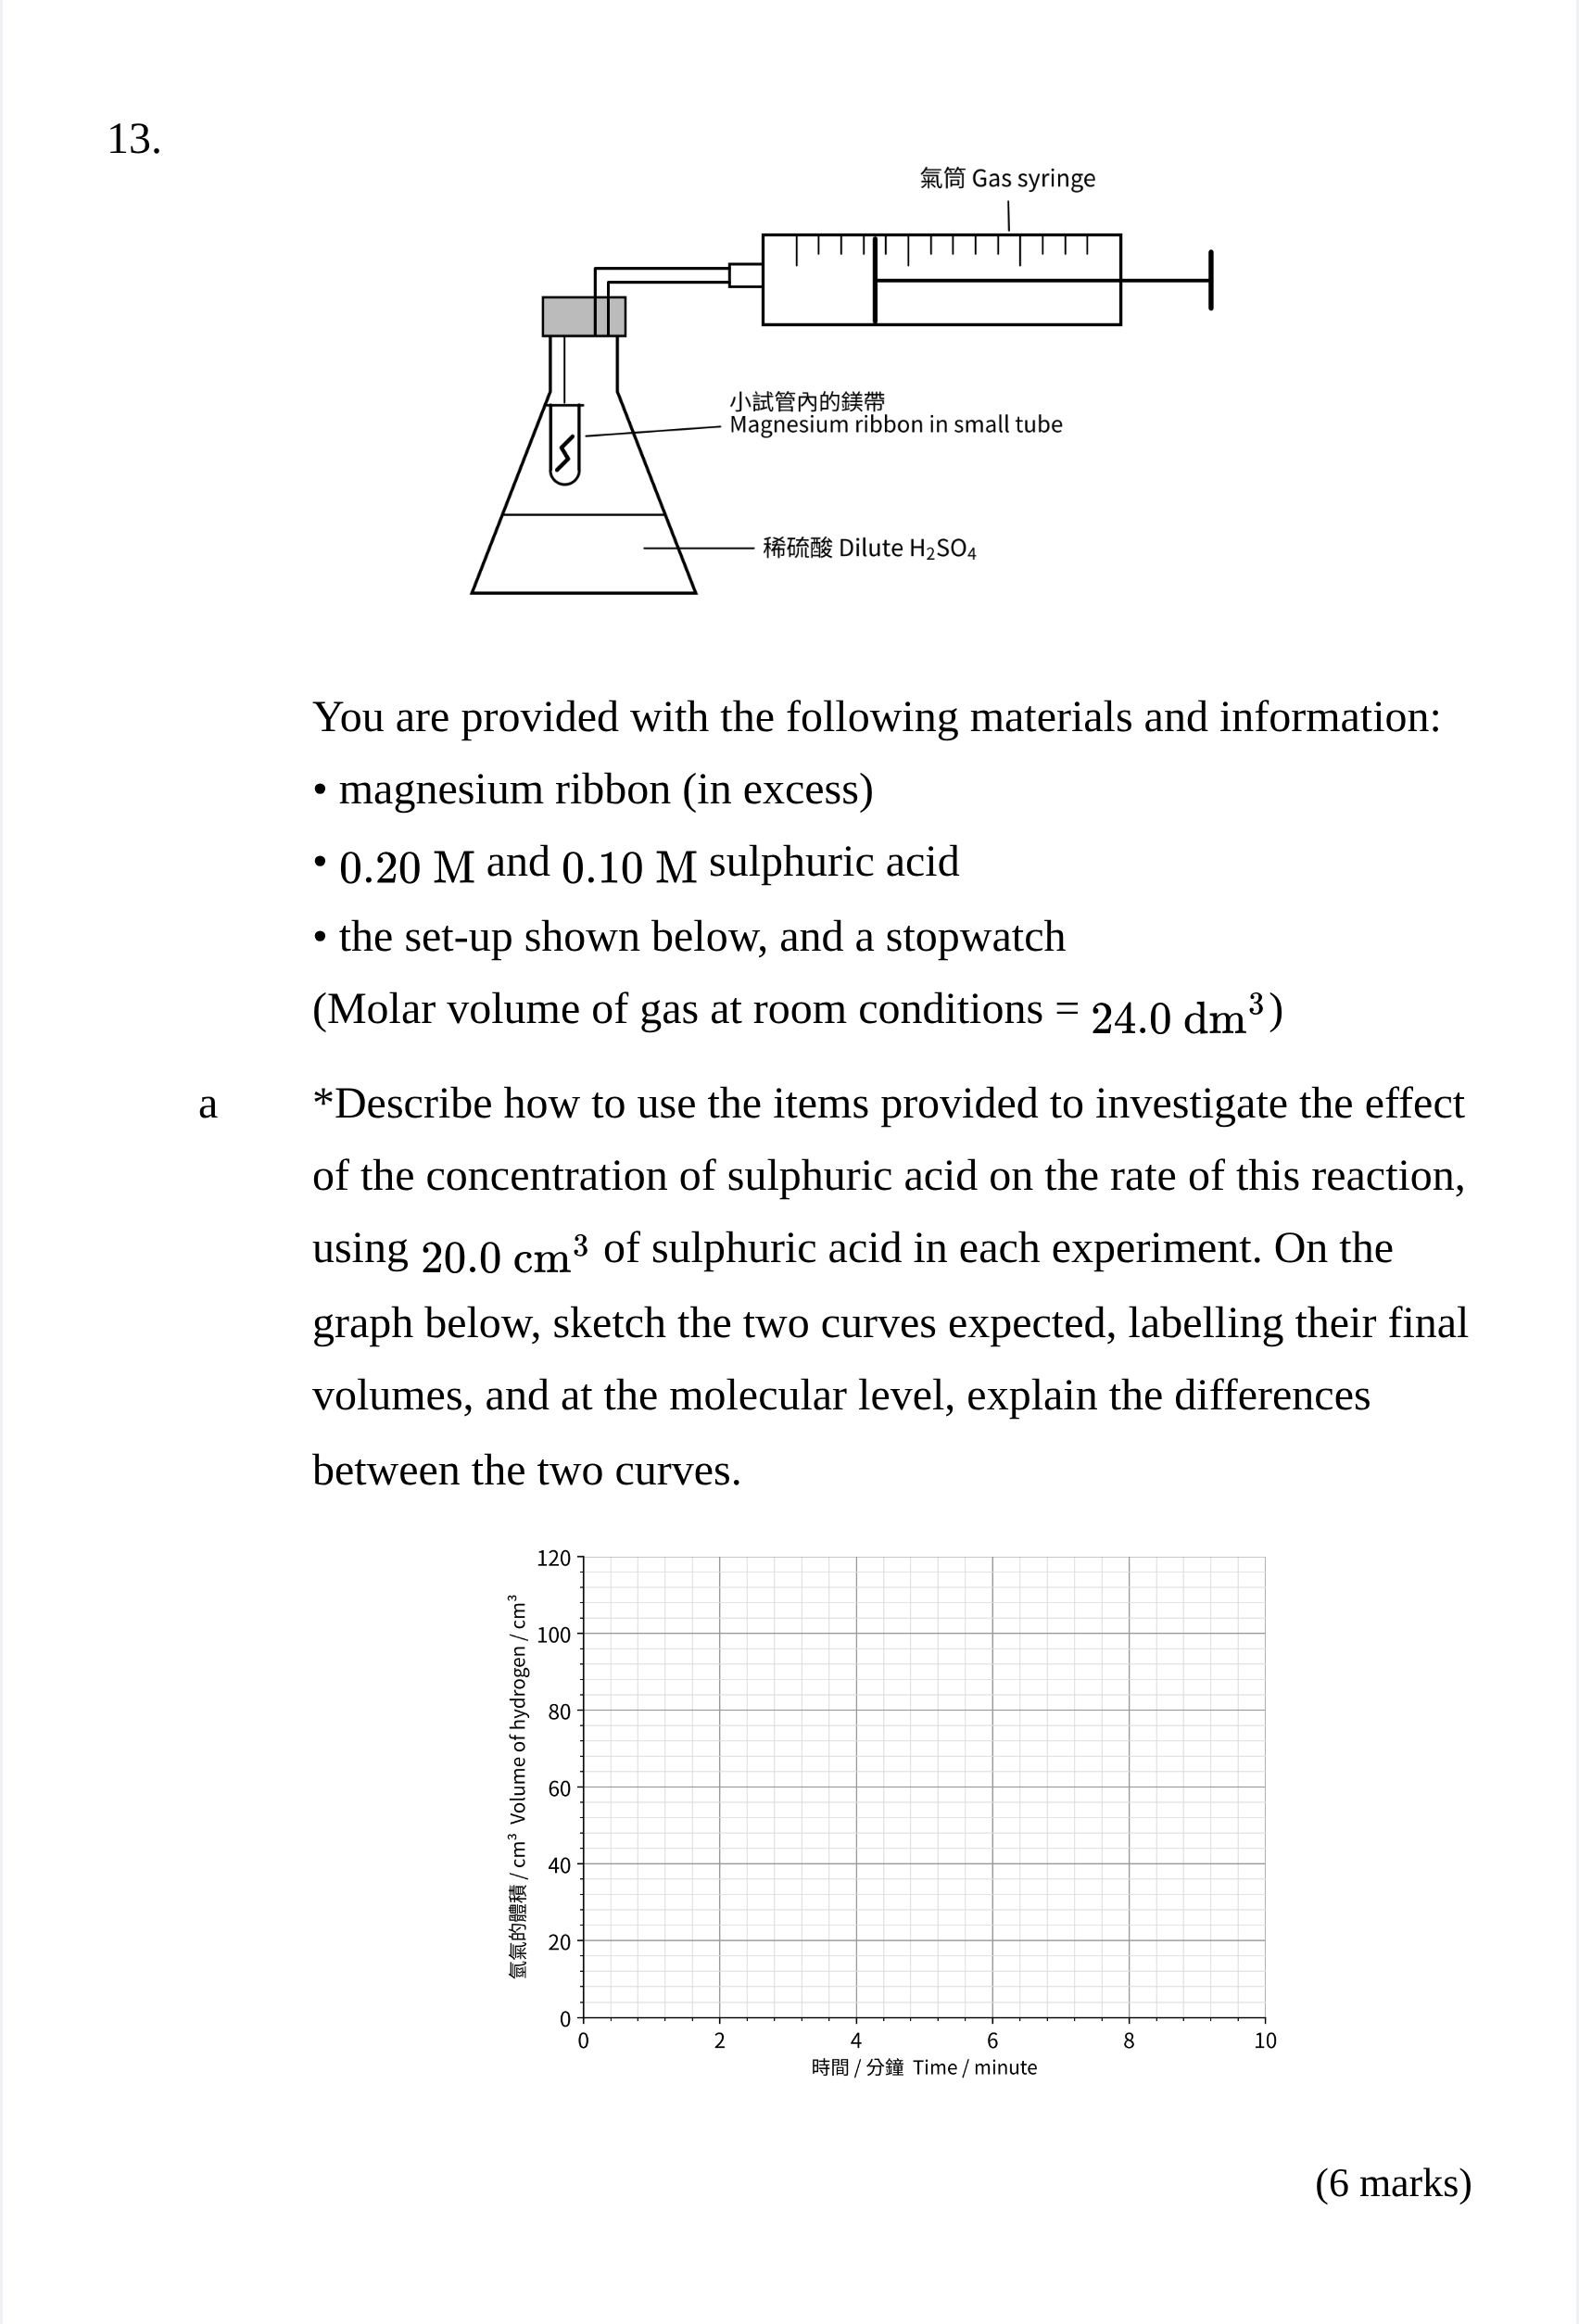 13.
氣筒 Gas syringe
小試管內的鎂帶
Magnesium ribbon in small tube
稀硫酸 Dilute H₂SO₄
You are provided with the following materials and information:
• magnesium ribbon (in excess)
• 0.20 M and 0.10 M sulphuric acid
• the set-up shown below, and a stopwatch
(Molar volume of gas at room conditions = 24.0 dm³)
a *Describe how to use the items provided to investigate the effect
of the concentration of sulphuric acid on the rate of this reaction,
using 20.0 cm³ of sulphuric acid in each experiment. On the
graph below, sketch the two curves expected, labelling their final
volumes, and at the molecular level, explain the differences
between the two curves.
氫氣的體積 / cm³ Volume of hydrogen / cm³
120
100
80
60
40
20
0
0 2 4 6 8 10
時間 / 分鐘 Time / minute
(6 marks)